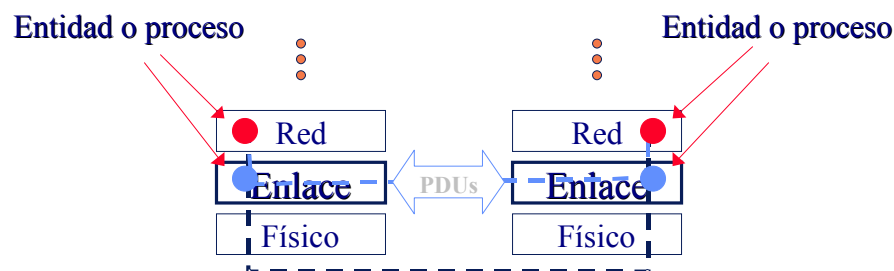 Entidad o proceso Entidad o proceso
Red Red
Enlace PDUs Enlace
Físico Físico